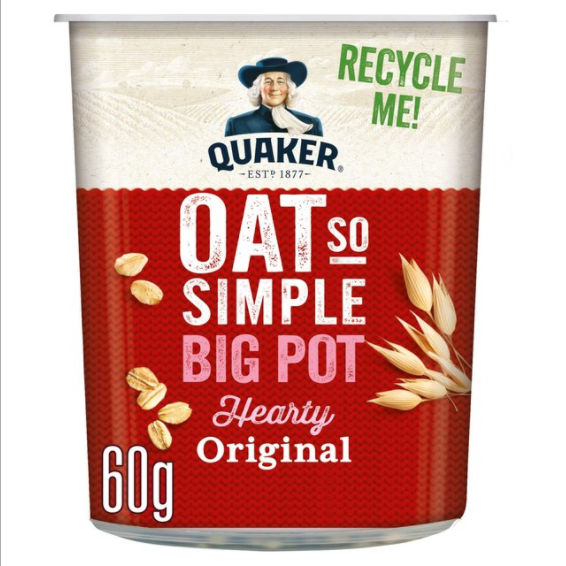 RECYCLE
ME!
QUAKER®
-ESTD 1877-
OAT SO
SIMPLE
BIG POT
Hearty
Original
60g